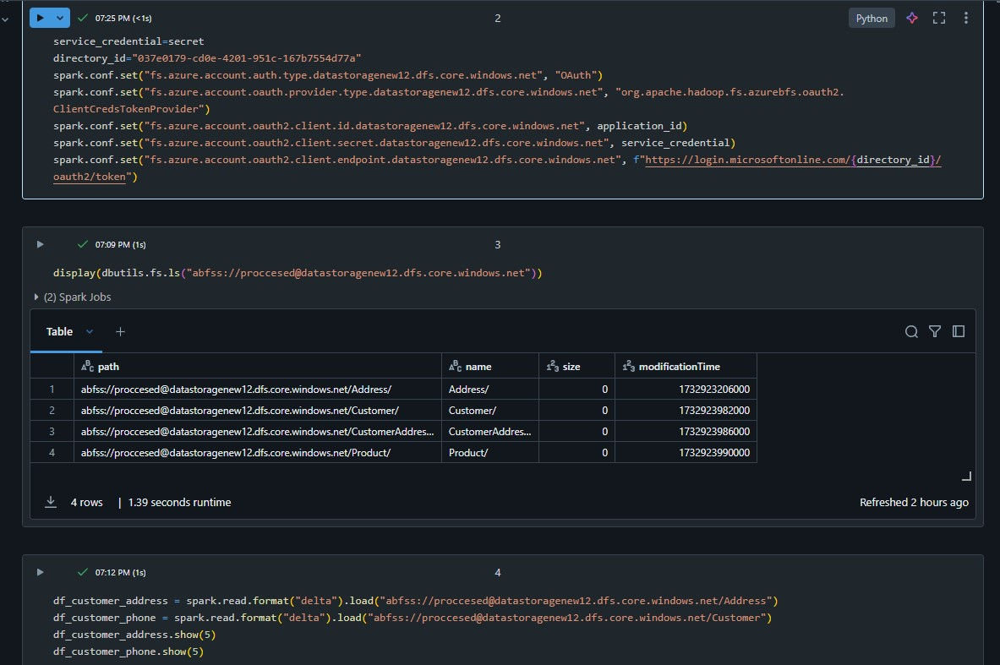 07:25 PM (<1s)
2
Python
service_credential=secret
directory_id="037e0179-cd0e-4201-951c-167b7554d77a"
spark.conf.set("fs.azure.account.auth.type.datastoragenew12.dfs.core.windows.net", "OAuth")
spark.conf.set("fs.azure.account.oauth.provider.type.datastoragenew12.dfs.core.windows.net", "org.apache.hadoop.fs.azurebfs.oauth2.
ClientCredsTokenProvider")
spark.conf.set("fs.azure.account.oauth2.client.id.datastoragenew12.dfs.core.windows.net", application_id)
spark.conf.set("fs.azure.account.oauth2.client.secret.datastoragenew12.dfs.core.windows.net", service_credential)
spark.conf.set("fs.azure.account.oauth2.client.endpoint.datastoragenew12.dfs.core.windows.net", f"https://login.microsoftonline.com/{directory_id}/
oauth2/token")
07:09 PM (1s)
3
display(dbutils.fs.ls("abfss://proccesed@datastoragenew12.dfs.core.windows.net"))
(2) Spark Jobs
Table
path name size modificationTime
1 abfss://proccesed@datastoragenew12.dfs.core.windows.net/Address/ Address/ 0 1732923206000
2 abfss://proccesed@datastoragenew12.dfs.core.windows.net/Customer/ Customer/ 0 1732923982000
3 abfss://proccesed@datastoragenew12.dfs.core.windows.net/CustomerAddres... CustomerAddres... 0 1732923986000
4 abfss://proccesed@datastoragenew12.dfs.core.windows.net/Product/ Product/ 0 1732923990000
4 rows | 1.39 seconds runtime
Refreshed 2 hours ago
07:12 PM (1s)
4
df_customer_address = spark.read.format("delta").load("abfss://proccesed@datastoragenew12.dfs.core.windows.net/Address")
df_customer_phone = spark.read.format("delta").load("abfss://proccesed@datastoragenew12.dfs.core.windows.net/Customer")
df_customer_address.show(5)
df_customer_phone.show(5)